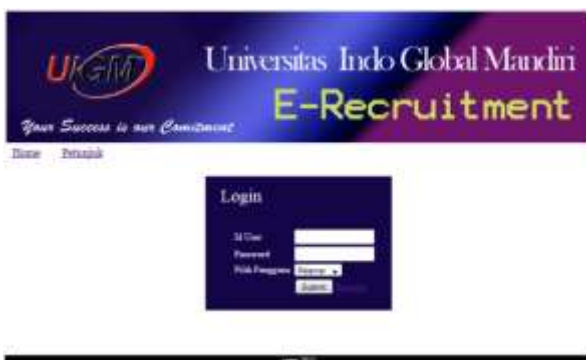 UIGM
Universitas Indo Global Mandiri
E-Recruitment
Your Success is our Comitment
Home Petunjuk
Login
Id User
Password
Pilih Pengguna
Submit